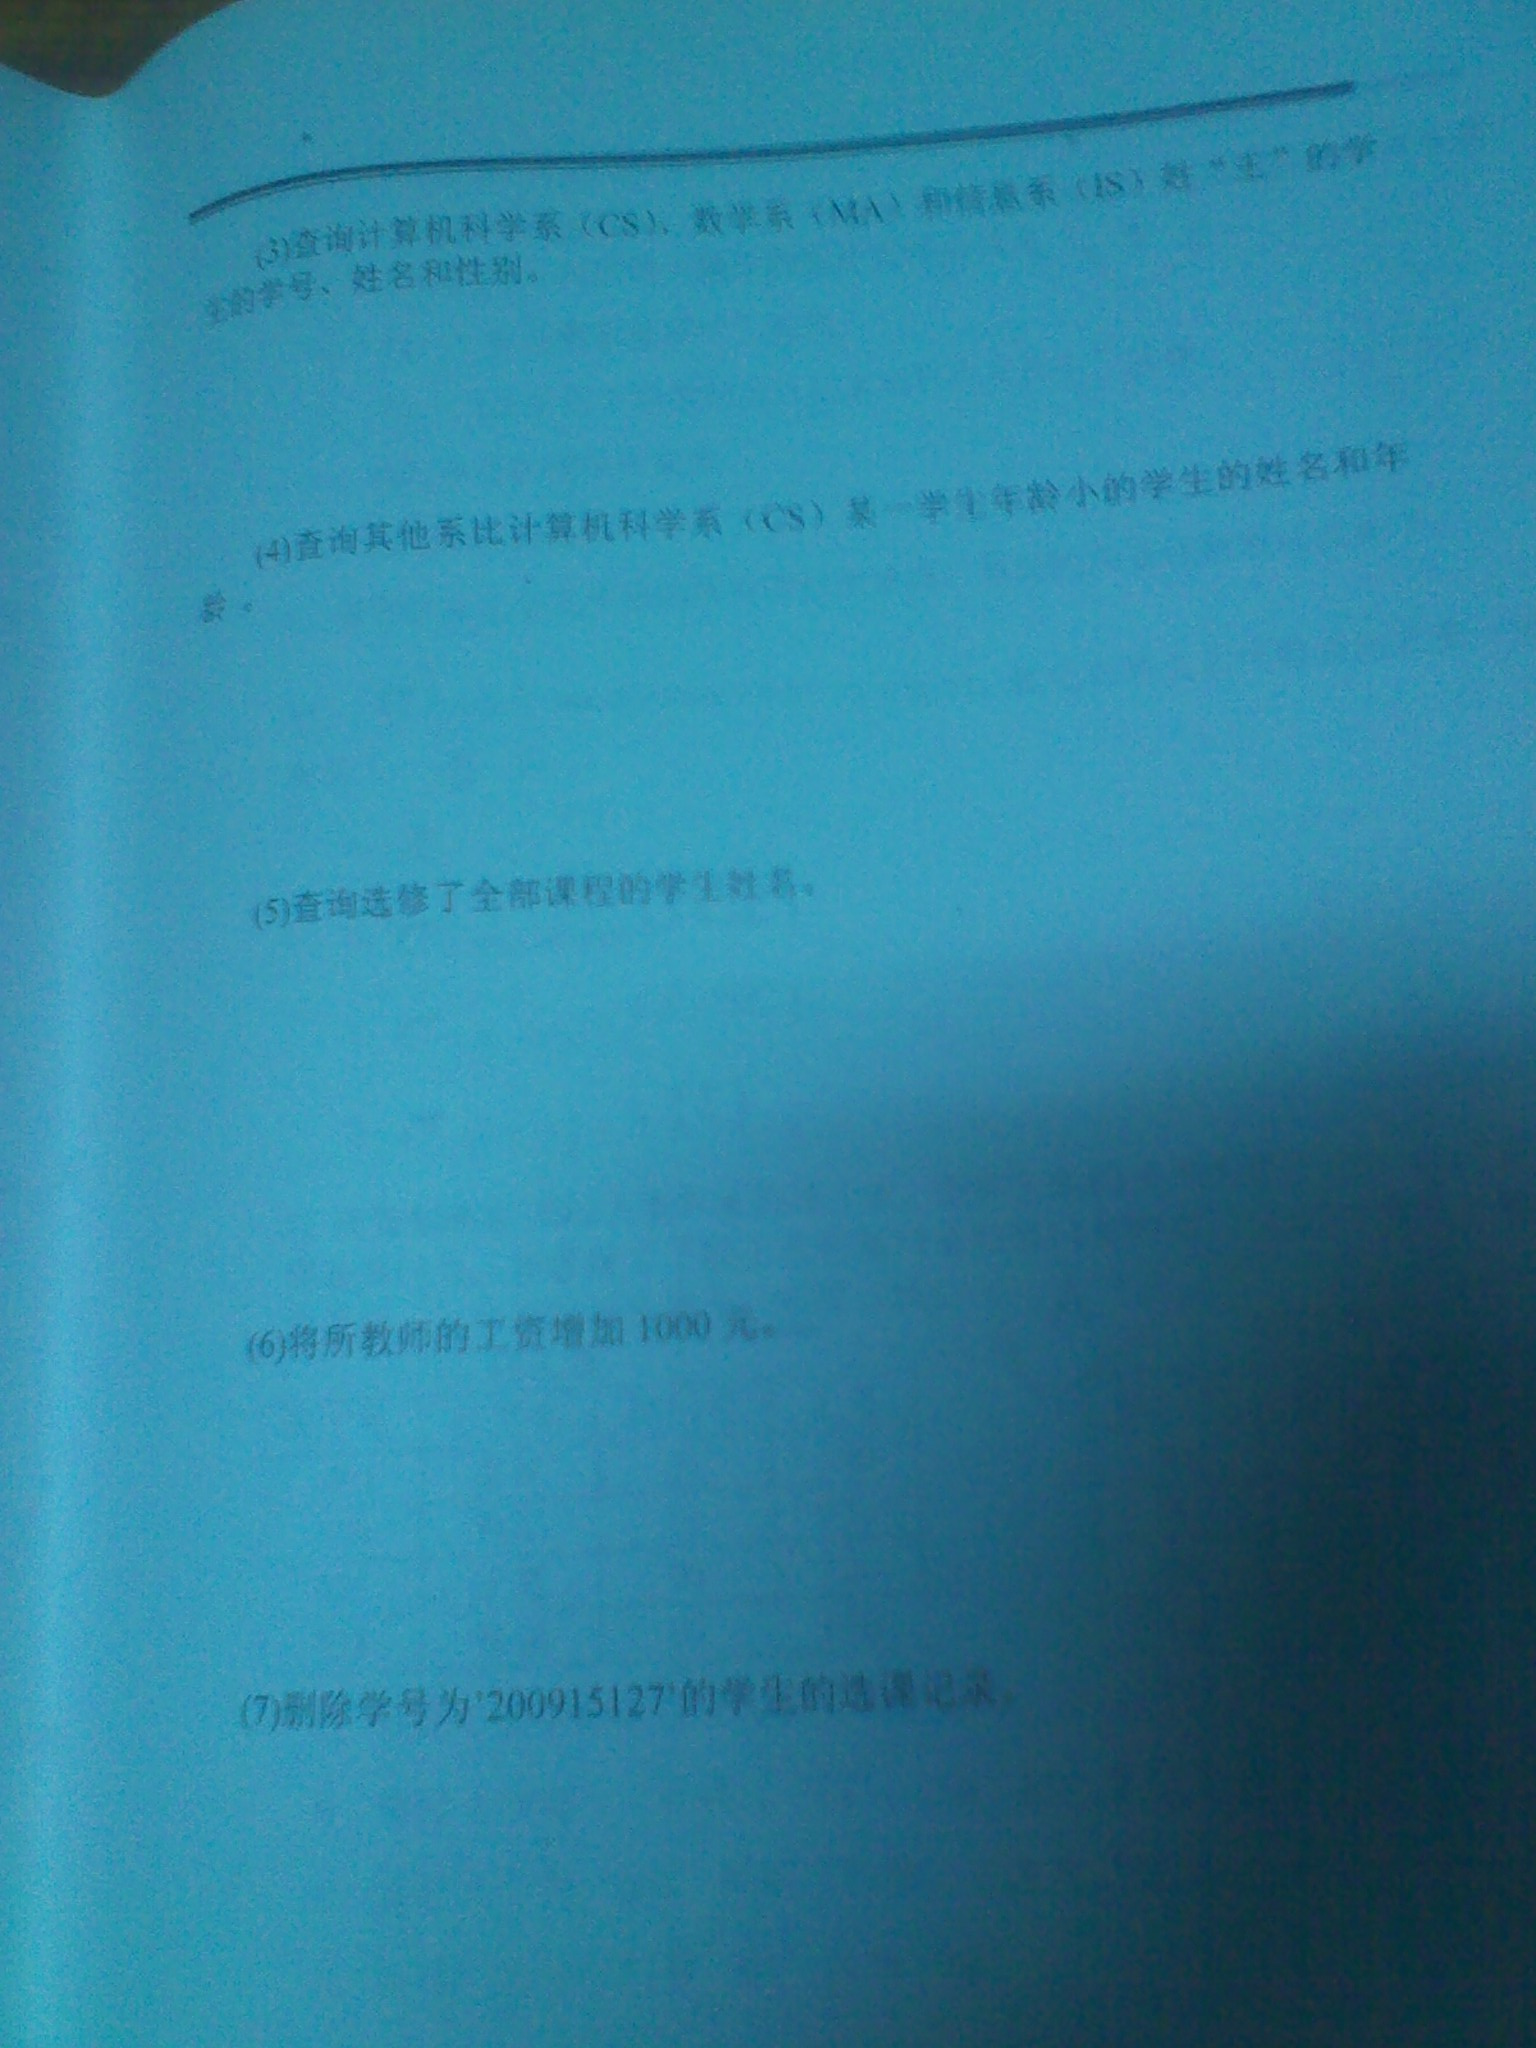 (3)查询计算机科学系（CS）、数学系（MA）和信息系（IS）姓“王”的学
生的学号、姓名和性别。
(4)查询其他系比计算机科学系（CS）某一学生年龄小的学生的姓名和年
龄。
(5)查询选修了全部课程的学生姓名。
(6)将所教师的工资增加 1000 元。
(7)删除学号为'200915127'的学生的选课记录。